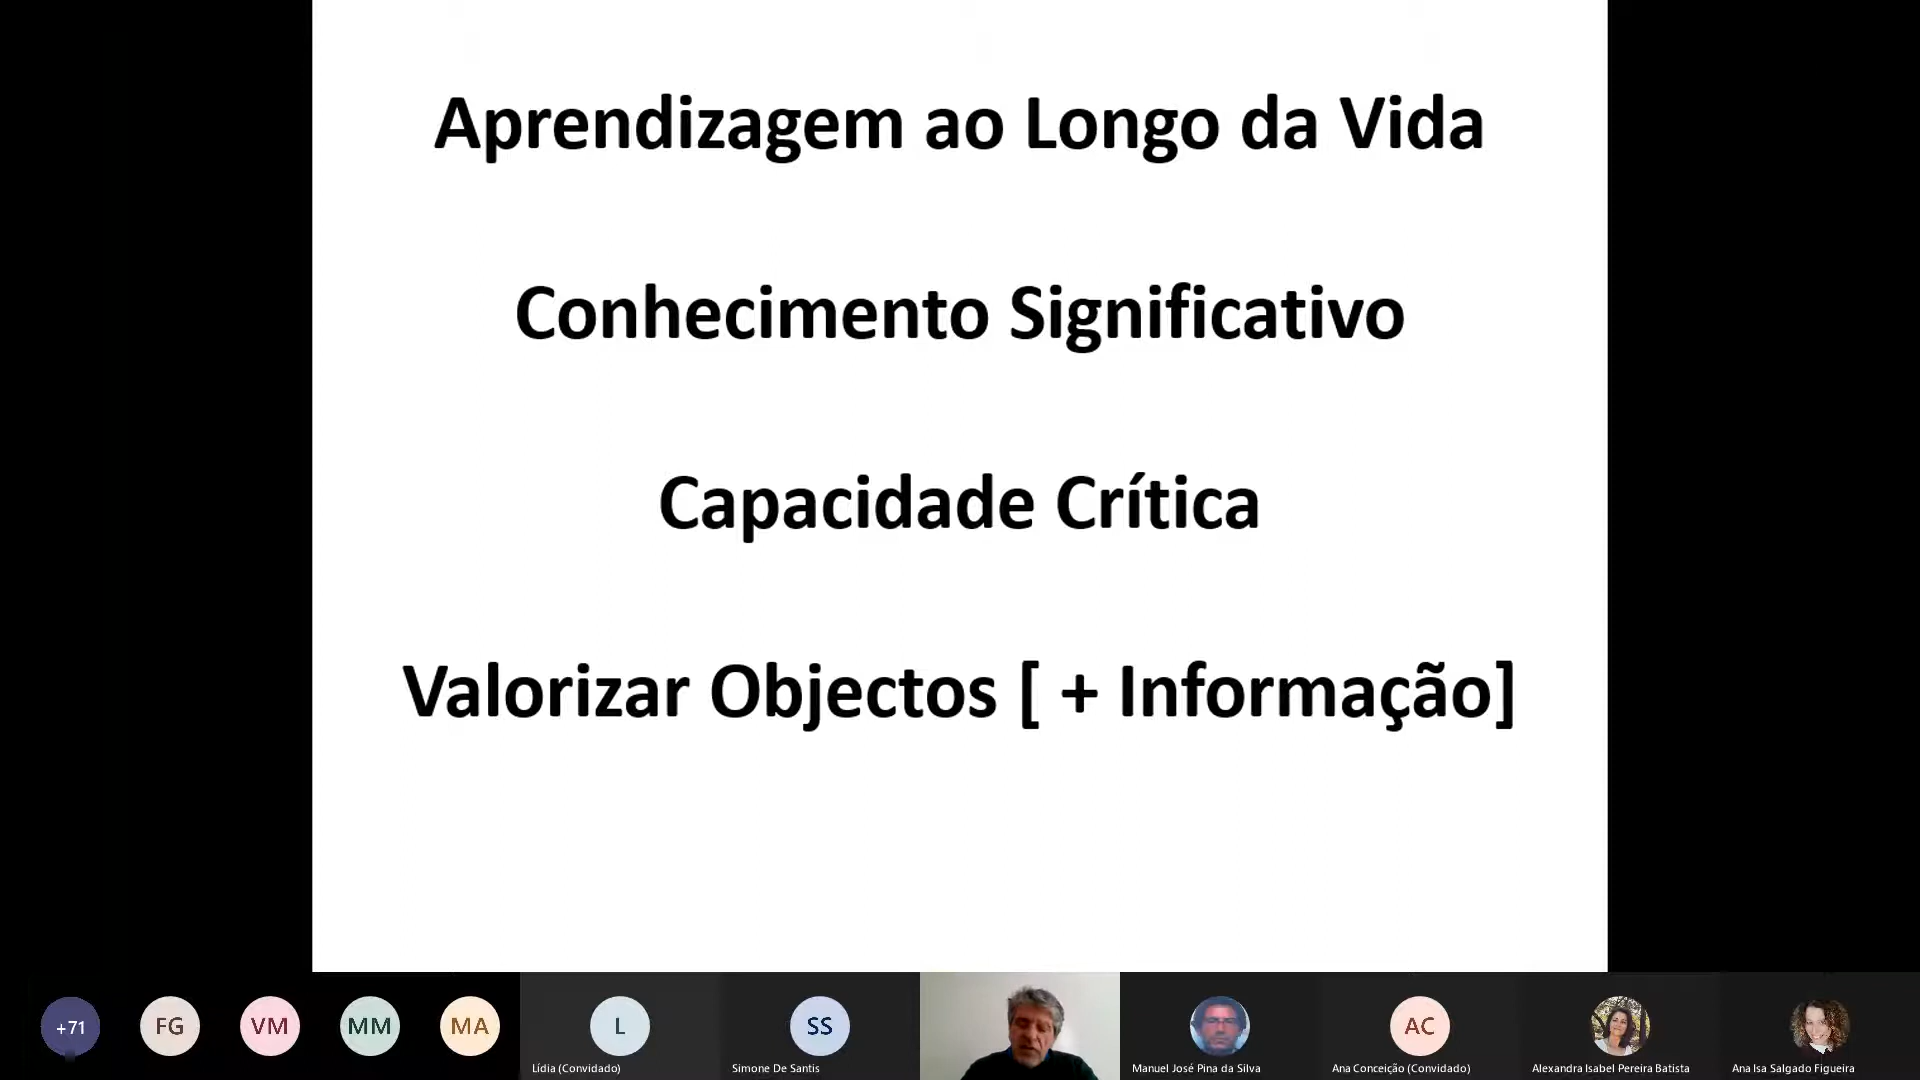 Aprendizagem ao Longo da Vida
Conhecimento Significativo
Capacidade Crítica
Valorizar Objectos [ + Informação]
+71
FG
VM
MM
MA
L
SS
AC
Lídia (Convidado)
Simone De Santis
Manuel José Pina da Silva
Ana Conceição (Convidado)
Alexandra Isabel Pereira Batista
Ana Isa Salgado Figueira